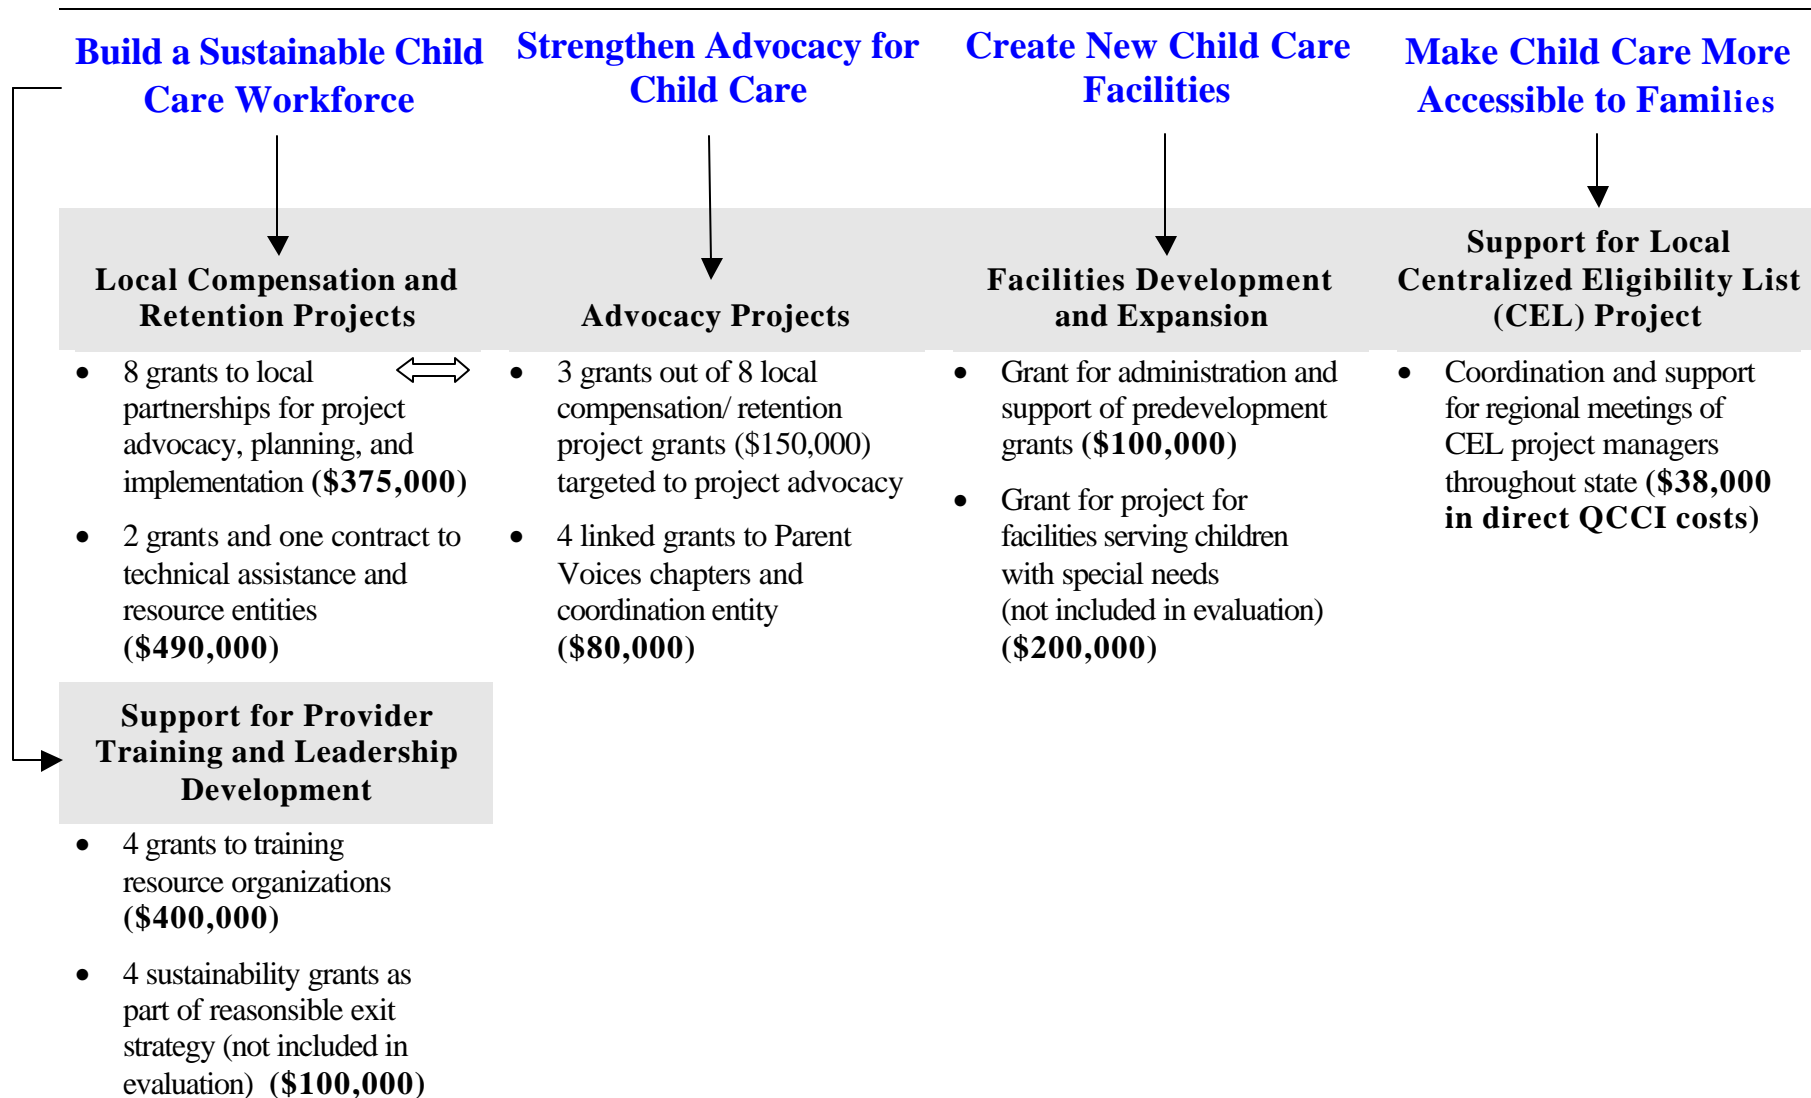 Build a Sustainable Child
Care Workforce
Strengthen Advocacy for
Child Care
Create New Child Care
Facilities
Make Child Care More
Accessible to Families
Local Compensation and
Retention Projects
Advocacy Projects
Facilities Development
and Expansion
Support for Local
Centralized Eligibility List
(CEL) Project
• 8 grants to local
partnerships for project
advocacy, planning, and
implementation ($375,000)
• 2 grants and one contract to
technical assistance and
resource entities
($490,000)
• 3 grants out of 8 local
compensation/ retention
project grants ($150,000)
targeted to project advocacy
• 4 linked grants to Parent
Voices chapters and
coordination entity
($80,000)
• Grant for administration and
support of predevelopment
grants ($100,000)
• Grant for project for
facilities serving children
with special needs
(not included in evaluation)
($200,000)
• Coordination and support
for regional meetings of
CEL project managers
throughout state ($38,000
in direct QCCI costs)
Support for Provider
Training and Leadership
Development
• 4 grants to training
resource organizations
($400,000)
• 4 sustainability grants as
part of reasonsible exit
strategy (not included in
evaluation) ($100,000)